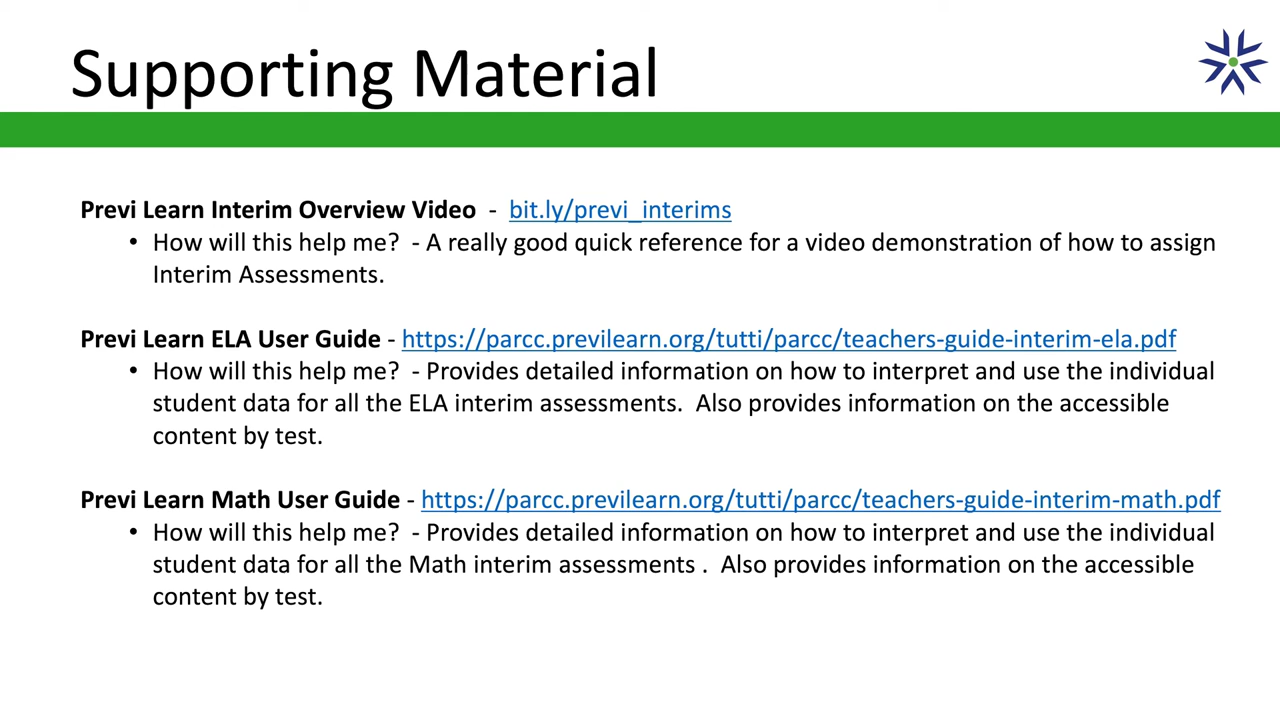 Supporting Material
Previ Learn Interim Overview Video - bit.ly/previ_interims
• How will this help me? - A really good quick reference for a video demonstration of how to assign
Interim Assessments.
Previ Learn ELA User Guide - https://parcc.previlearn.org/tutti/parcc/teachers-guide-interim-ela.pdf
• How will this help me? - Provides detailed information on how to interpret and use the individual
student data for all the ELA interim assessments. Also provides information on the accessible
content by test.
Previ Learn Math User Guide - https://parcc.previlearn.org/tutti/parcc/teachers-guide-interim-math.pdf
• How will this help me? - Provides detailed information on how to interpret and use the individual
student data for all the Math interim assessments . Also provides information on the accessible
content by test.